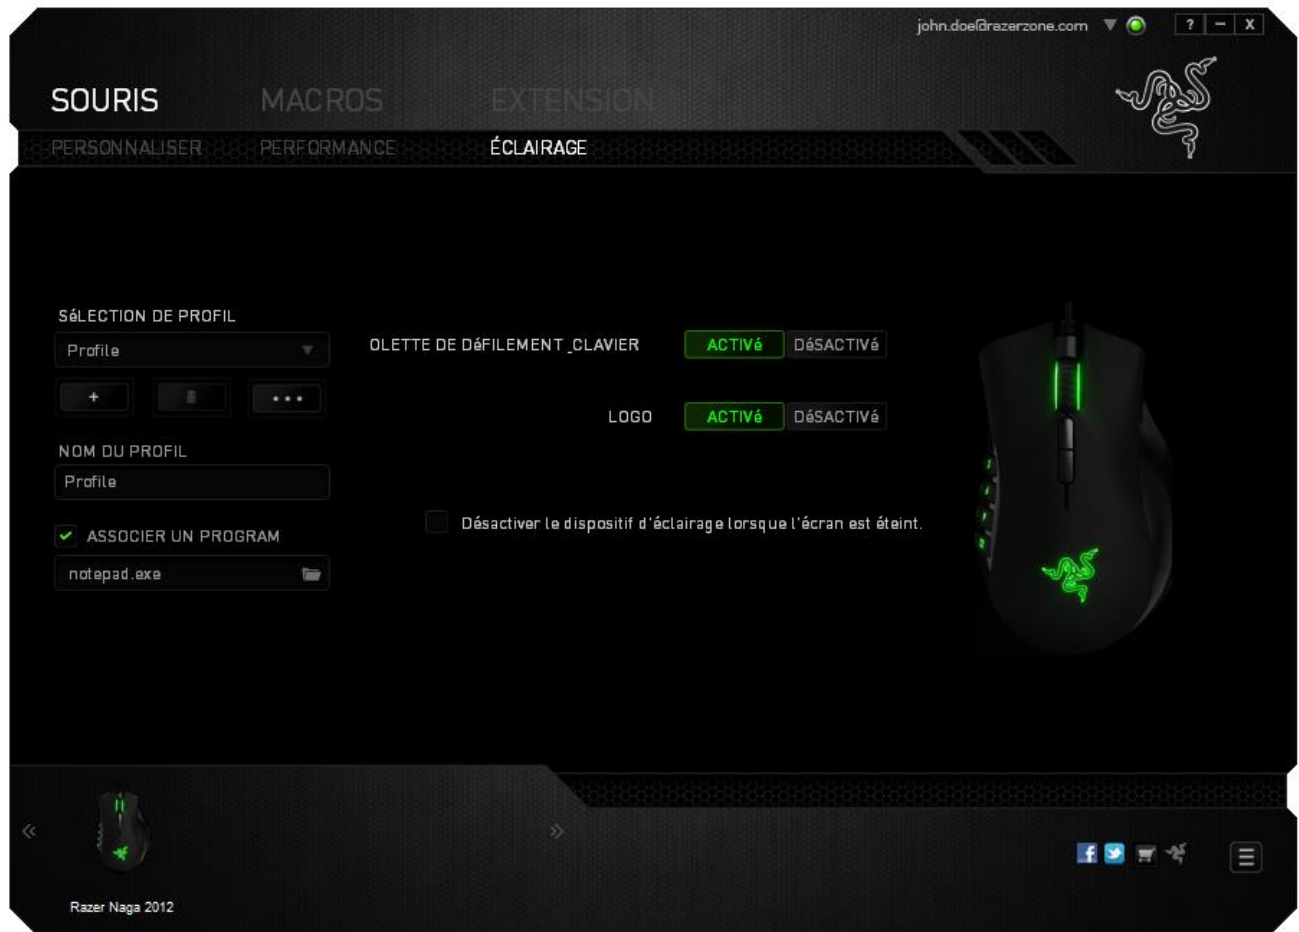 john.doe@razerzone.com
? – X
SOURIS MACROS EXTENSION
PERSONNALISER PERFORMANCE ÉCLAIRAGE
SéLECTION DE PROFIL
Profile
+ •••
OLETTE DE DéFILEMENT_CLAVIER ACTIVé DéSACTIVé
LOGO ACTIVé DéSACTIVé
NOM DU PROFIL
Profile
Désactiver le dispositif d'éclairage lorsque l'écran est éteint.
ASSOCIER UN PROGRAM
notepad.exe
« »
Razer Naga 2012